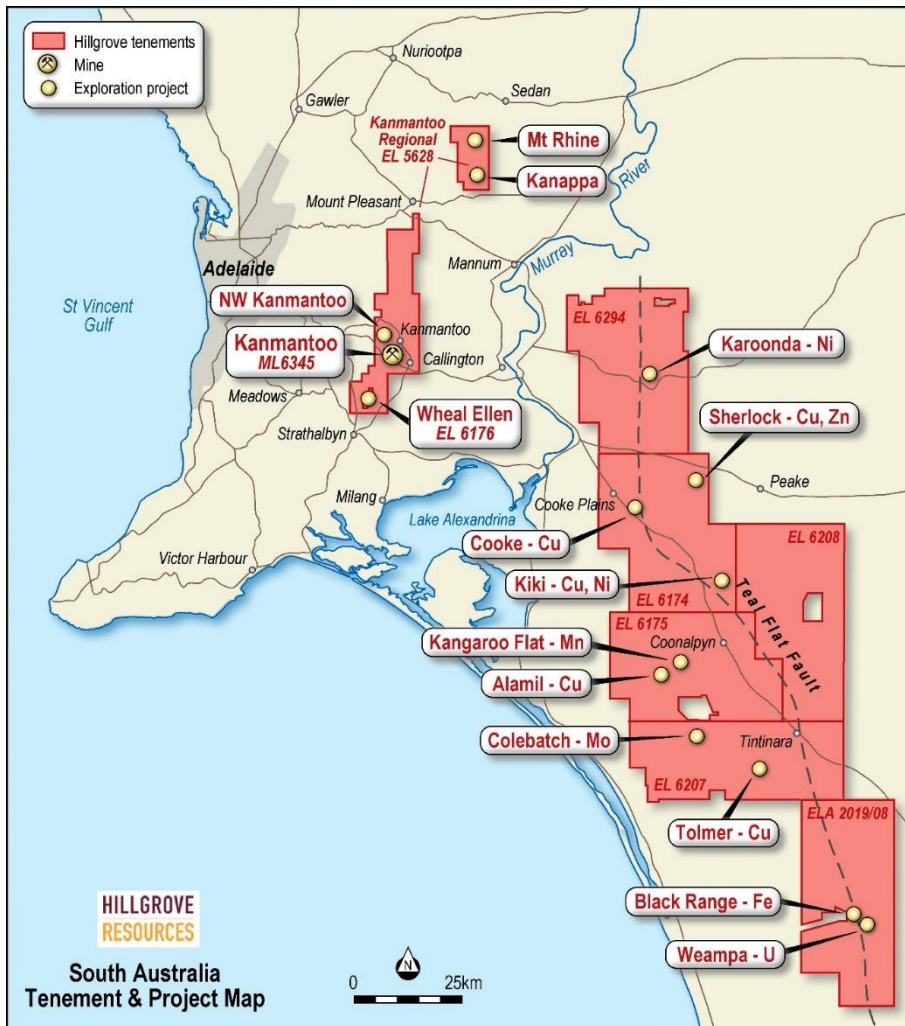 Hillgrove tenements
Mine
Exploration project
Nuriootpa
Gawler
Sedan
Kanmantoo
Regional
EL 5628
Mt Rhine
Kanappa
River
Mount Pleasant
Murray
Mannum
Adelaide
St Vincent
Gulf
NW Kanmantoo
Kanmantoo
Kanmantoo
ML6345
Callington
Meadows
Wheal Ellen
EL 6176
Strathalbyn
EL 6294
Karoonda - Ni
Sherlock - Cu, Zn
Peake
Milang
Lake Alexandrina
Cooke Plains
Cooke - Cu
EL 6208
Victor Harbour
Kiki - Cu, Ni
EL 6174
Teal Flat Fault
EL 6175
Kangaroo Flat - Mn
Coonalpyn
Alamil - Cu
Colebatch - Mo
Tintinara
EL 6207
Tolmer - Cu
ELA 2019/08
Black Range - Fe
Weampa - U
HILLGROVE
RESOURCES
South Australia
Tenement & Project Map
N
0 25km